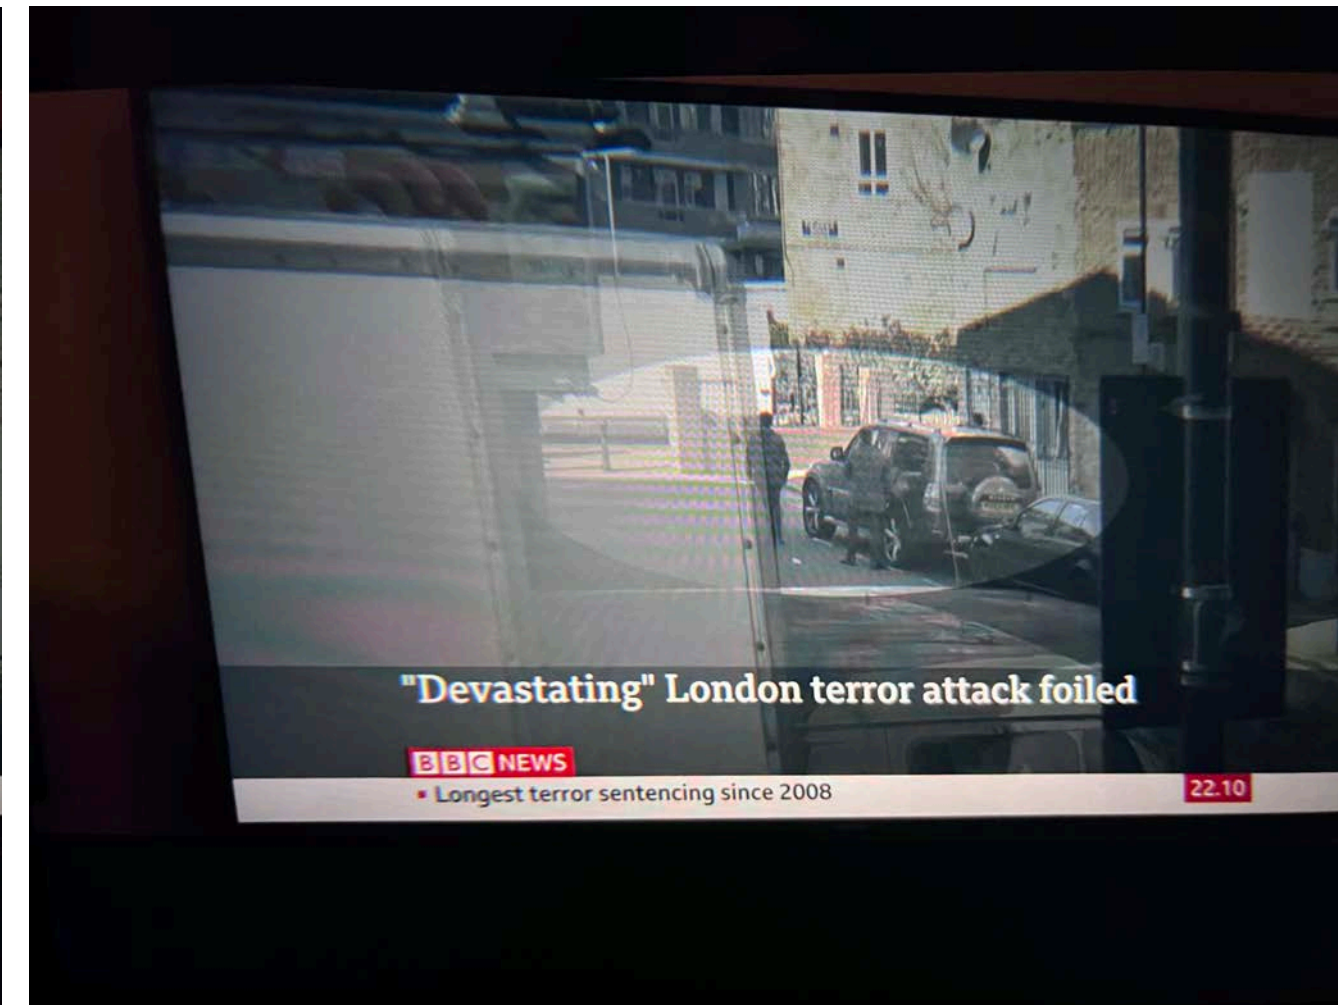 "Devastating" London terror attack foiled
BBC NEWS
Longest terror sentencing since 2008
22.10